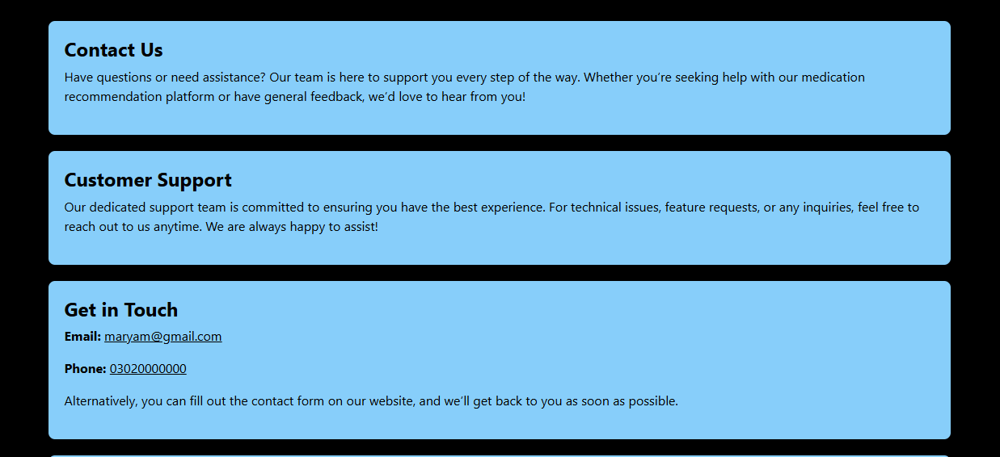 Contact Us
Have questions or need assistance? Our team is here to support you every step of the way. Whether you’re seeking help with our medication
recommendation platform or have general feedback, we’d love to hear from you!
Customer Support
Our dedicated support team is committed to ensuring you have the best experience. For technical issues, feature requests, or any inquiries, feel free to
reach out to us anytime. We are always happy to assist!
Get in Touch
Email: maryam@gmail.com
Phone: 03020000000
Alternatively, you can fill out the contact form on our website, and we’ll get back to you as soon as possible.